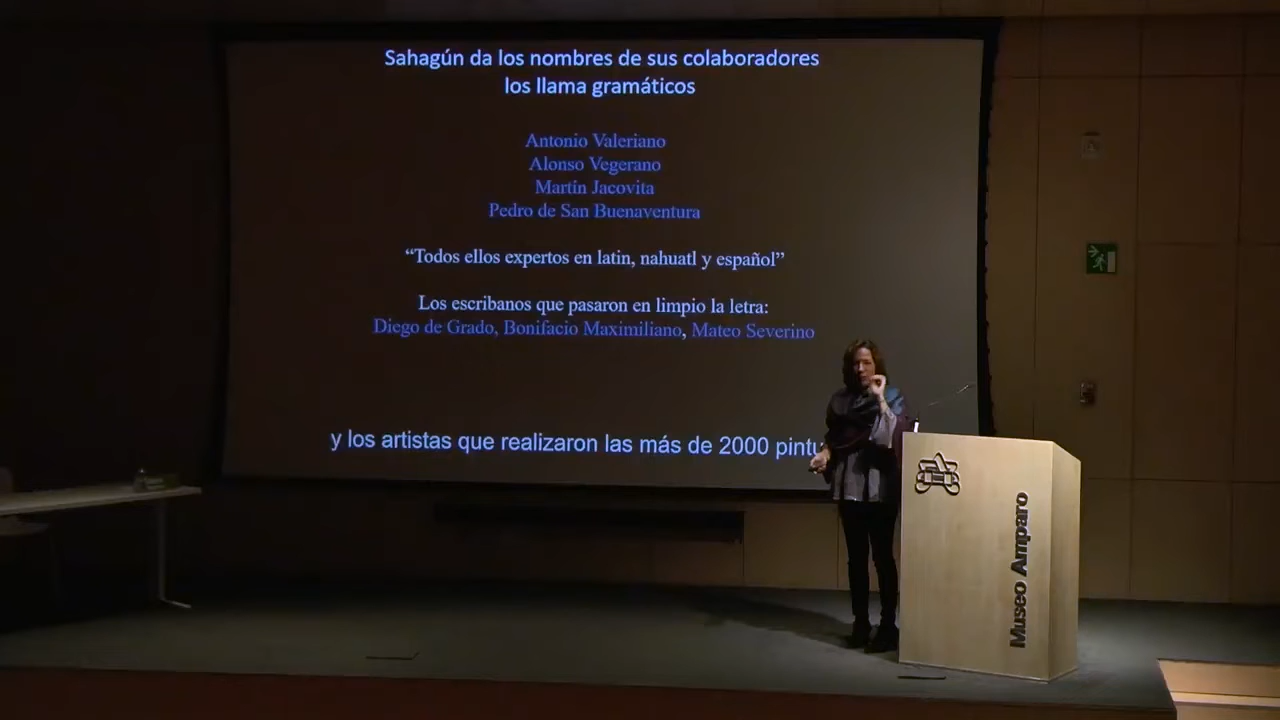 Sahagún da los nombres de sus colaboradores
los llama gramáticos
Antonio Valeriano
Alonso Vegerano
Martín Jacovita
Pedro de San Buenaventura
“Todos ellos expertos en latin, nahuatl y español”
Los escribanos que pasaron en limpio la letra:
Diego de Grado, Bonifacio Maximiliano, Mateo Severino
y los artistas que realizaron las más de 2000
Museo Amparo